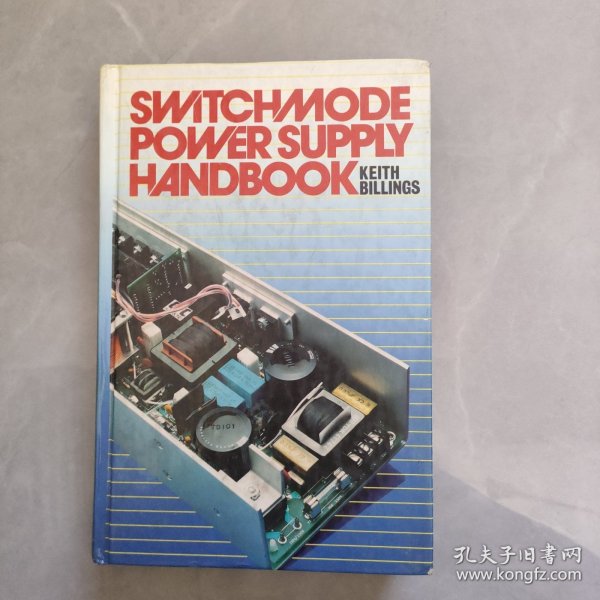 SWITCHMODE
POWER SUPPLY
HANDBOOK
KEITH
BILLINGS
孔夫子旧书网
www.kongfz.com